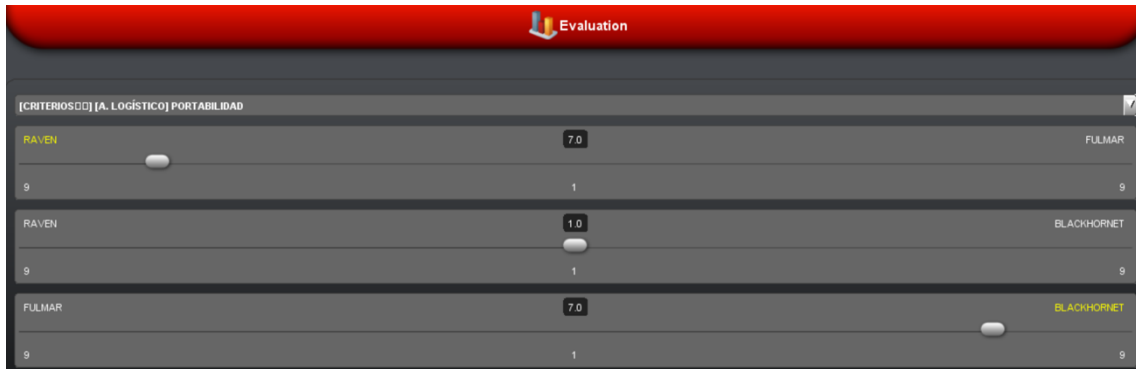 Evaluation
[CRITERIOS□□] [A. LOGÍSTICO] PORTABILIDAD
RAVEN 7.0 FULMAR
9 1 9
RAVEN 1.0 BLACKHORNET
9 1 9
FULMAR 7.0 BLACKHORNET
9 1 9